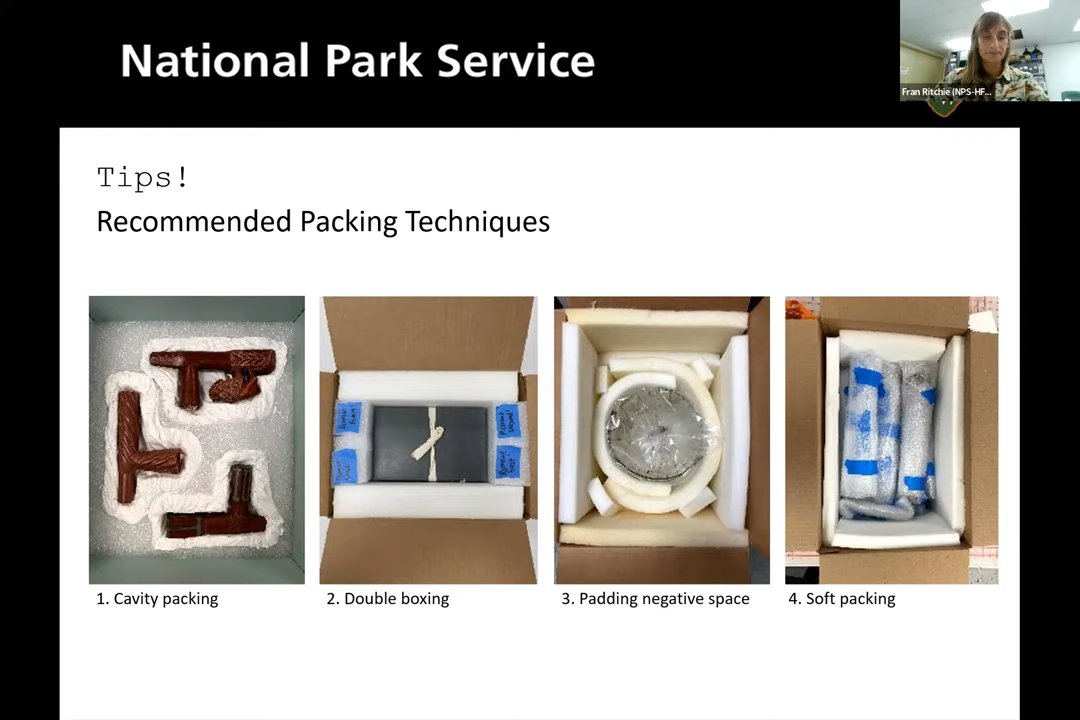 National Park Service
Fran Ritchie (NPS-HF...
Tips!
Recommended Packing Techniques
1. Cavity packing
2. Double boxing
3. Padding negative space
4. Soft packing